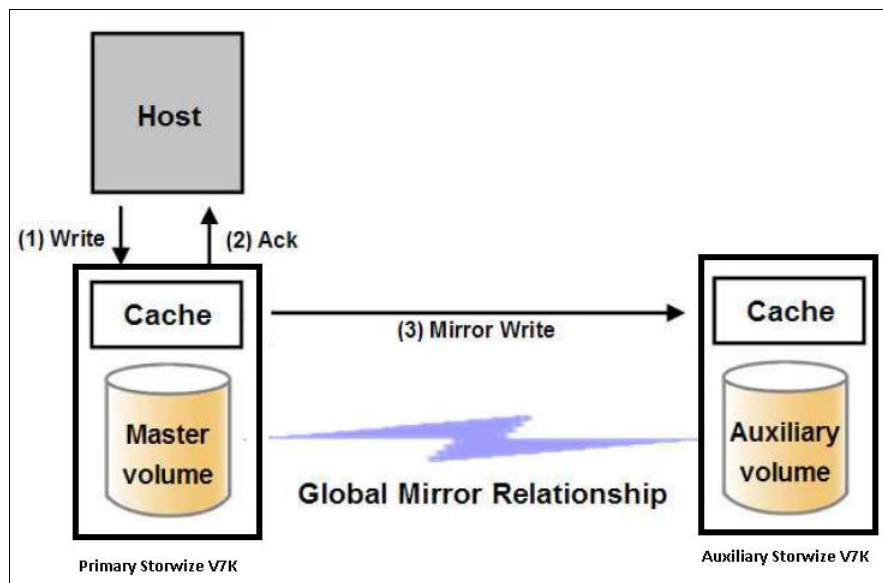 Host
(1) Write
(2) Ack
Cache
(3) Mirror Write
Cache
Master
volume
Auxiliary
volume
Global Mirror Relationship
Primary Storwize V7K
Auxiliary Storwize V7K